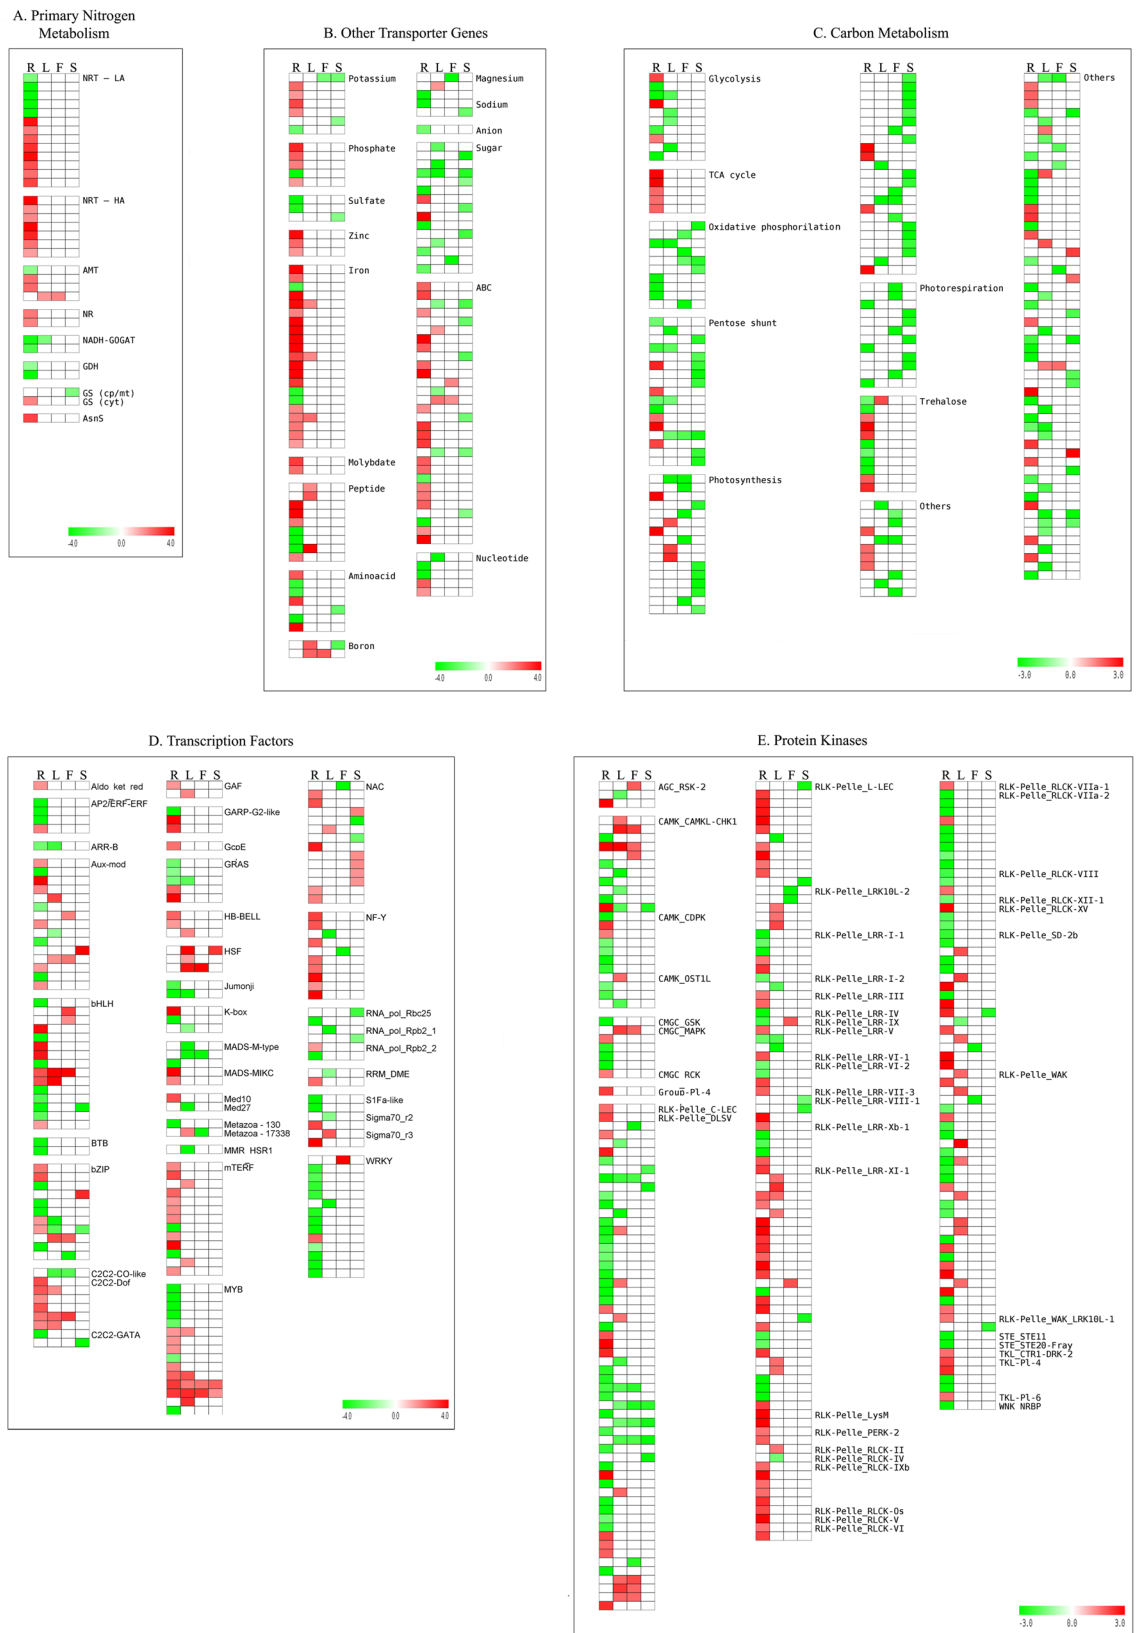 A. Primary Nitrogen
Metabolism
R L F S
NRT – LA
NRT – HA
AMT
NR
NADH-GOGAT
GDH
GS (cp/mt)
GS (cyt)
AsnS
-4.0 0.0 4.0
B. Other Transporter Genes
R L F S
Potassium
Phosphate
Sulfate
Zinc
Iron
Molybdate
Peptide
Aminoacid
Boron
R L F S
Magnesium
Sodium
Anion
Sugar
ABC
Nucleotide
-4.0 0.0 4.0
C. Carbon Metabolism
R L F S
Glycolysis
TCA cycle
Oxidative phosphorilation
Pentose shunt
Photosynthesis
R L F S
Photorespiration
Trehalose
Others
R L F S
Others
-3.0 0.0 3.0
D. Transcription Factors
R L F S
Aldo ket red
AP2/ERF-ERF
ARR-B
Aux-mod
bHLH
BTB
bZIP
C2C2-CO-like
C2C2-Dof
C2C2-GATA
R L F S
GAF
GARP-G2-like
GcpE
GRAS
HB-BELL
HSF
Jumonji
K-box
MADS-M-type
MADS-MIKC
Med10
Med27
Metazoa - 130
Metazoa - 17338
MMR HSR1
mTERF
MYB
R L F S
NAC
NF-Y
RNA_pol_Rbc25
RNA_pol_Rpb2_1
RNA_pol_Rpb2_2
RRM_DME
S1Fa-like
Sigma70_r2
Sigma70_r3
WRKY
-4.0 0.0 4.0
E. Protein Kinases
R L F S
AGC_RSK-2
CAMK_CAMKL-CHK1
CAMK_CDPK
CAMK_OST1L
CMGC_GSK
CMGC_MAPK
CMGC RCK
Group-Pl-4
RLK-Pelle_C-LEC
RLK-Pelle_DLSV
R L F S
RLK-Pelle_L-LEC
RLK-Pelle_LRK10L-2
RLK-Pelle_LRR-I-1
RLK-Pelle_LRR-I-2
RLK-Pelle_LRR-III
RLK-Pelle_LRR-IV
RLK-Pelle_LRR-IX
RLK-Pelle_LRR-V
RLK-Pelle_LRR-VI-1
RLK-Pelle_LRR-VI-2
RLK-Pelle_LRR-VII-3
RLK-Pelle_LRR-VIII-1
RLK-Pelle_LRR-Xb-1
RLK-Pelle_LRR-XI-1
RLK-Pelle_LysM
RLK-Pelle_PERK-2
RLK-Pelle_RLCK-II
RLK-Pelle_RLCK-IV
RLK-Pelle_RLCK-IXb
RLK-Pelle_RLCK-Os
RLK-Pelle_RLCK-V
RLK-Pelle_RLCK-VI
R L F S
RLK-Pelle_RLCK-VIIa-1
RLK-Pelle_RLCK-VIIa-2
RLK-Pelle_RLCK-VIII
RLK-Pelle_RLCK-XII-1
RLK-Pelle_RLCK-XV
RLK-Pelle_SD-2b
RLK-Pelle_WAK
RLK-Pelle_WAK_LRK10L-1
STE_STE11
STE_STE20-Fray
TKL_CTR1-DRK-2
TKL-Pl-4
TKL-Pl-6
WNK NRBP
-3.0 0.0 3.0